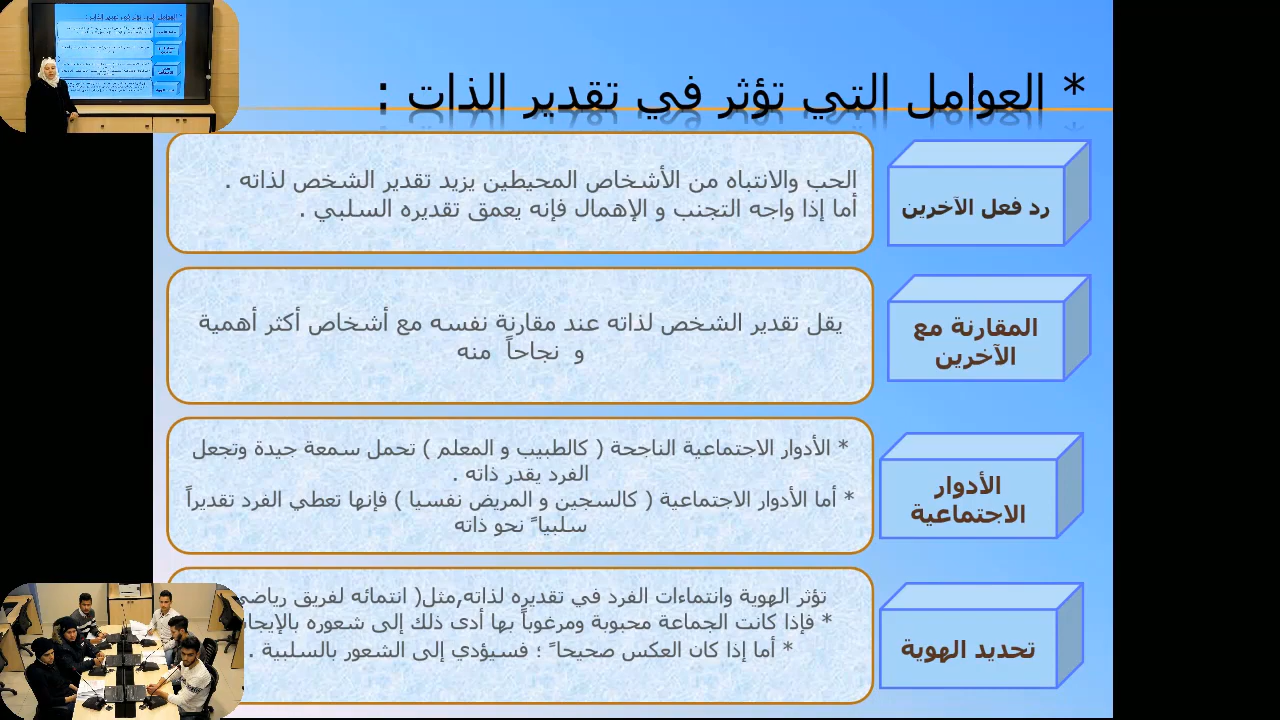 * العوامل التي تؤثر في تقدير الذات :
رد فعل الآخرين
الحب والانتباه من الأشخاص المحيطين يزيد تقدير الشخص لذاته .
أما إذا واجه التجنب و الإهمال فإنه يعمق تقديره السلبي .
المقارنة مع
الآخرين
يقل تقدير الشخص لذاته عند مقارنة نفسه مع أشخاص أكثر أهمية
و نجاحاً منه
الأدوار
الاجتماعية
* الأدوار الاجتماعية الناجحة ( كالطبيب و المعلم ) تحمل سمعة جيدة وتجعل
الفرد يقدر ذاته .
* أما الأدوار الاجتماعية ( كالسجين و المريض نفسيا ) فإنها تعطي الفرد تقديراً
سلبيا ً نحو ذاته
تحديد الهوية
تؤثر الهوية وانتماءات الفرد في تقديره لذاته,مثل( انتمائه لفريق
* فإذا كانت الجماعة محبوبة ومرغوباً بها أدى ذلك إلى شعوره
* أما إذا كان العكس صحيحا ً ؛ فسيؤدي إلى الشعور بالسلبية .